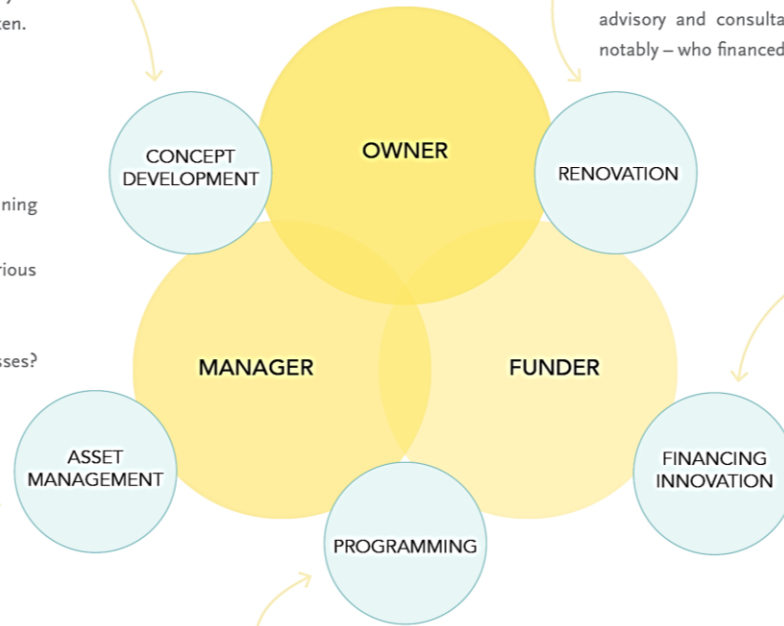 advisory and consulta
notably – who financed
CONCEPT
DEVELOPMENT
OWNER
RENOVATION
ning
rious
sses?
MANAGER
FUNDER
ASSET
MANAGEMENT
FINANCING
INNOVATION
PROGRAMMING